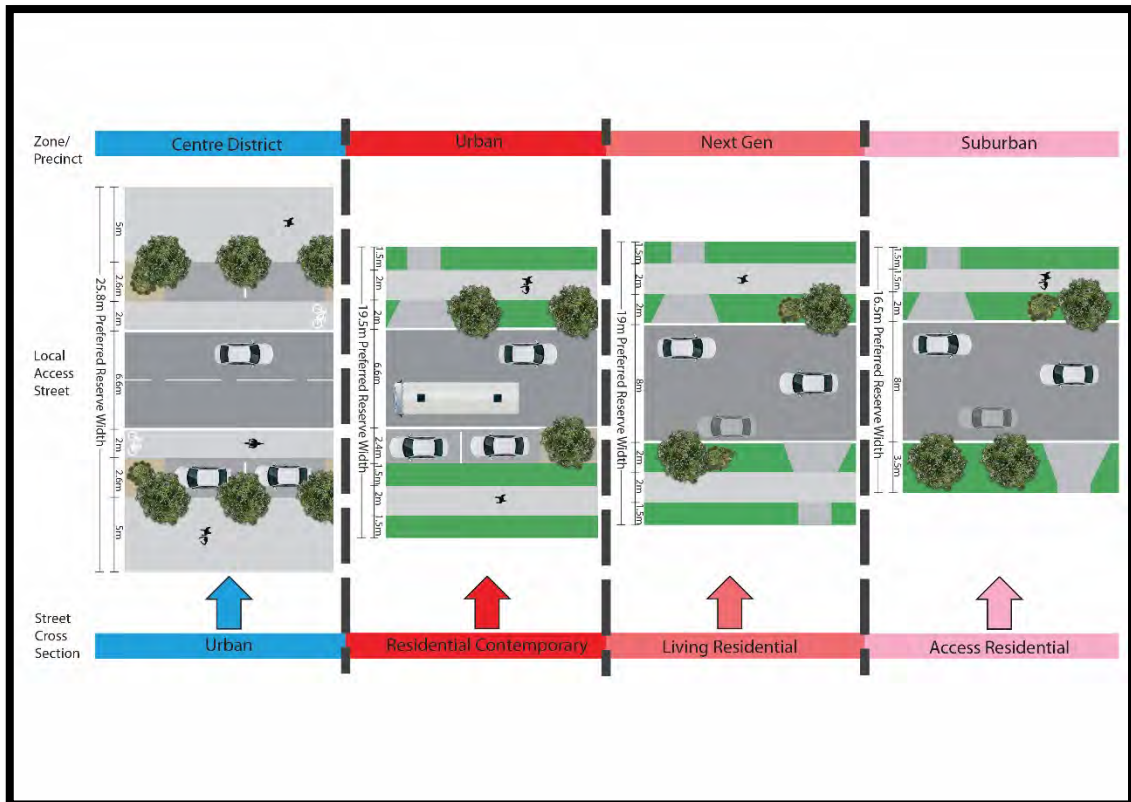 Zone/
Precinct
Centre District
Urban
Next Gen
Suburban
Local
Access
Street
25.8m Preferred Reserve Width
5m
2.6m
2m
6.6m
2m
2.6m
5m
19.5m Preferred Reserve Width
1.5m
2m
2m
6.6m
2.4m
1.5m
2m
1.5m
19m Preferred Reserve Width
1.5m
2m
2m
8m
2m
2m
1.5m
16.5m Preferred Reserve Width
1.5m
1.5m
2m
8m
3.5m
Street
Cross
Section
Urban
Residential Contemporary
Living Residential
Access Residential